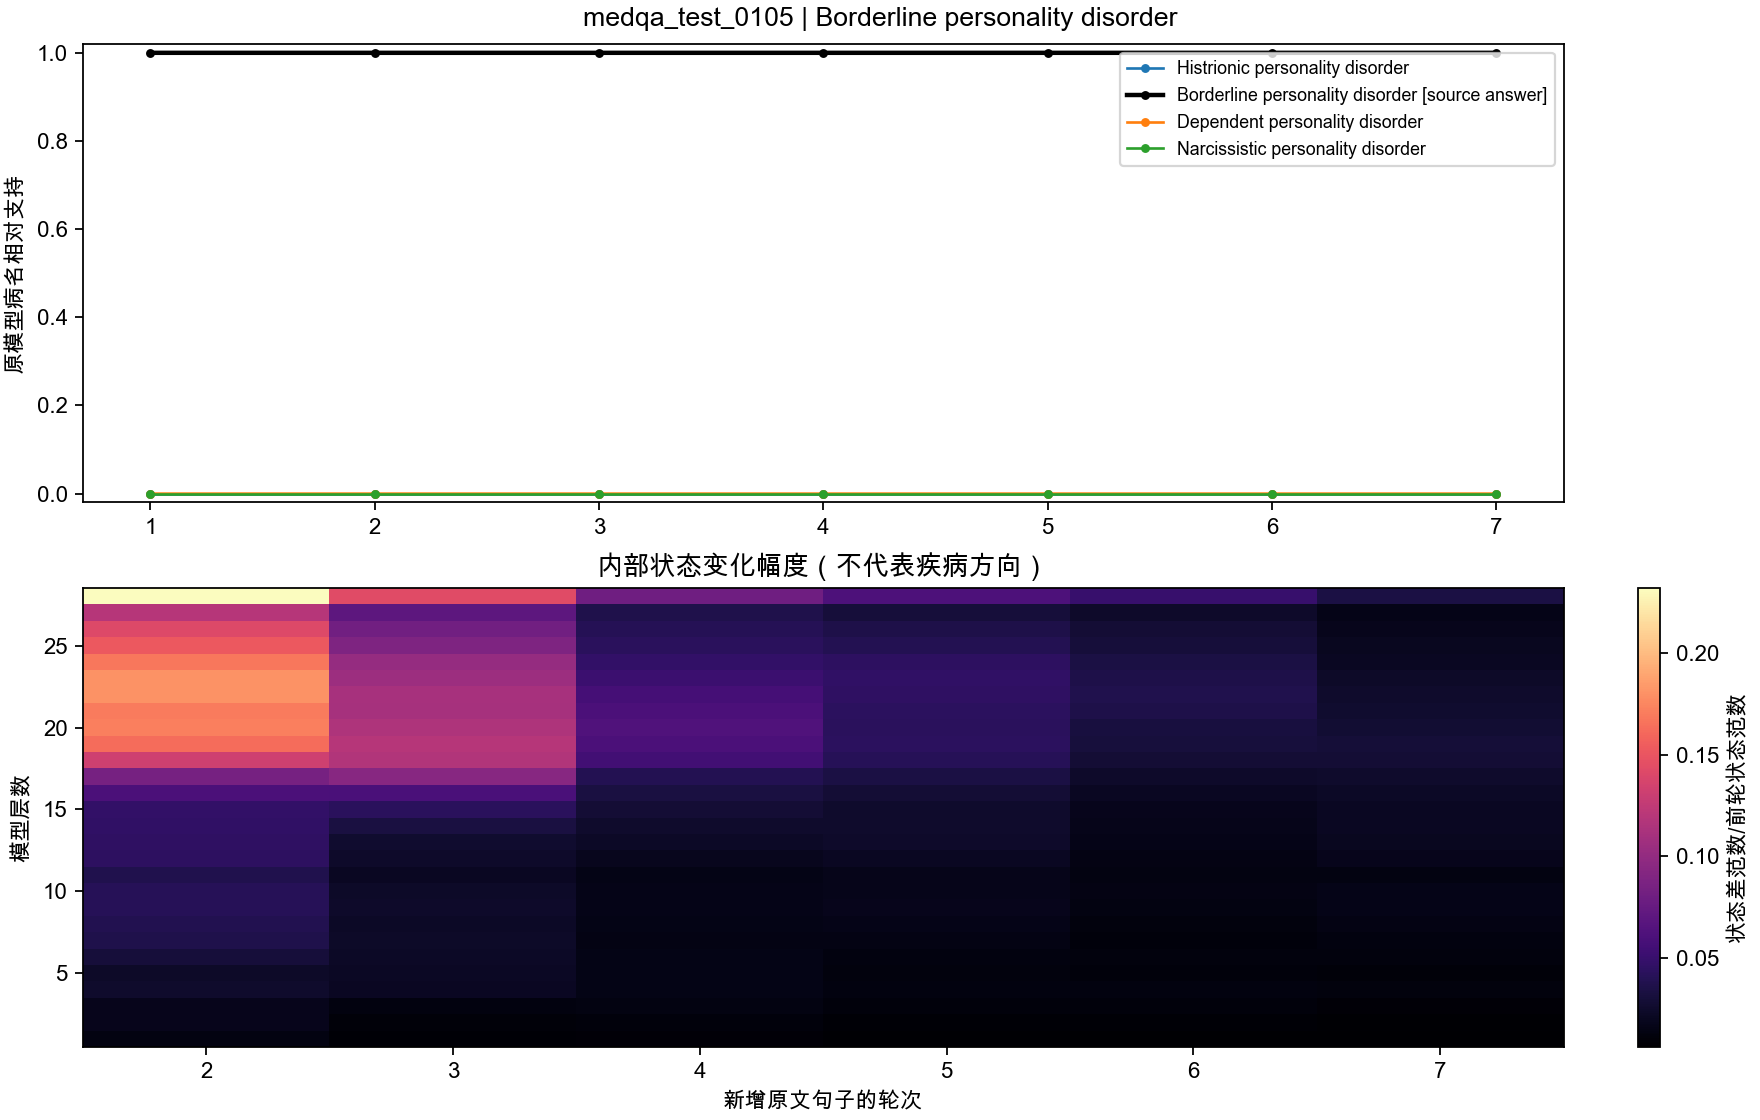 medqa_test_0105 | Borderline personality disorder
原模型病名相对支持
1.0
0.8
0.6
0.4
0.2
0.0
Histrionic personality disorder
Borderline personality disorder [source answer]
Dependent personality disorder
Narcissistic personality disorder
1 2 3 4 5 6 7
内部状态变化幅度（不代表疾病方向）
模型层数
25
20
15
10
5
2 3 4 5 6 7
新增原文句子的轮次
0.20
0.15
0.10
0.05
状态差范数/前轮状态范数